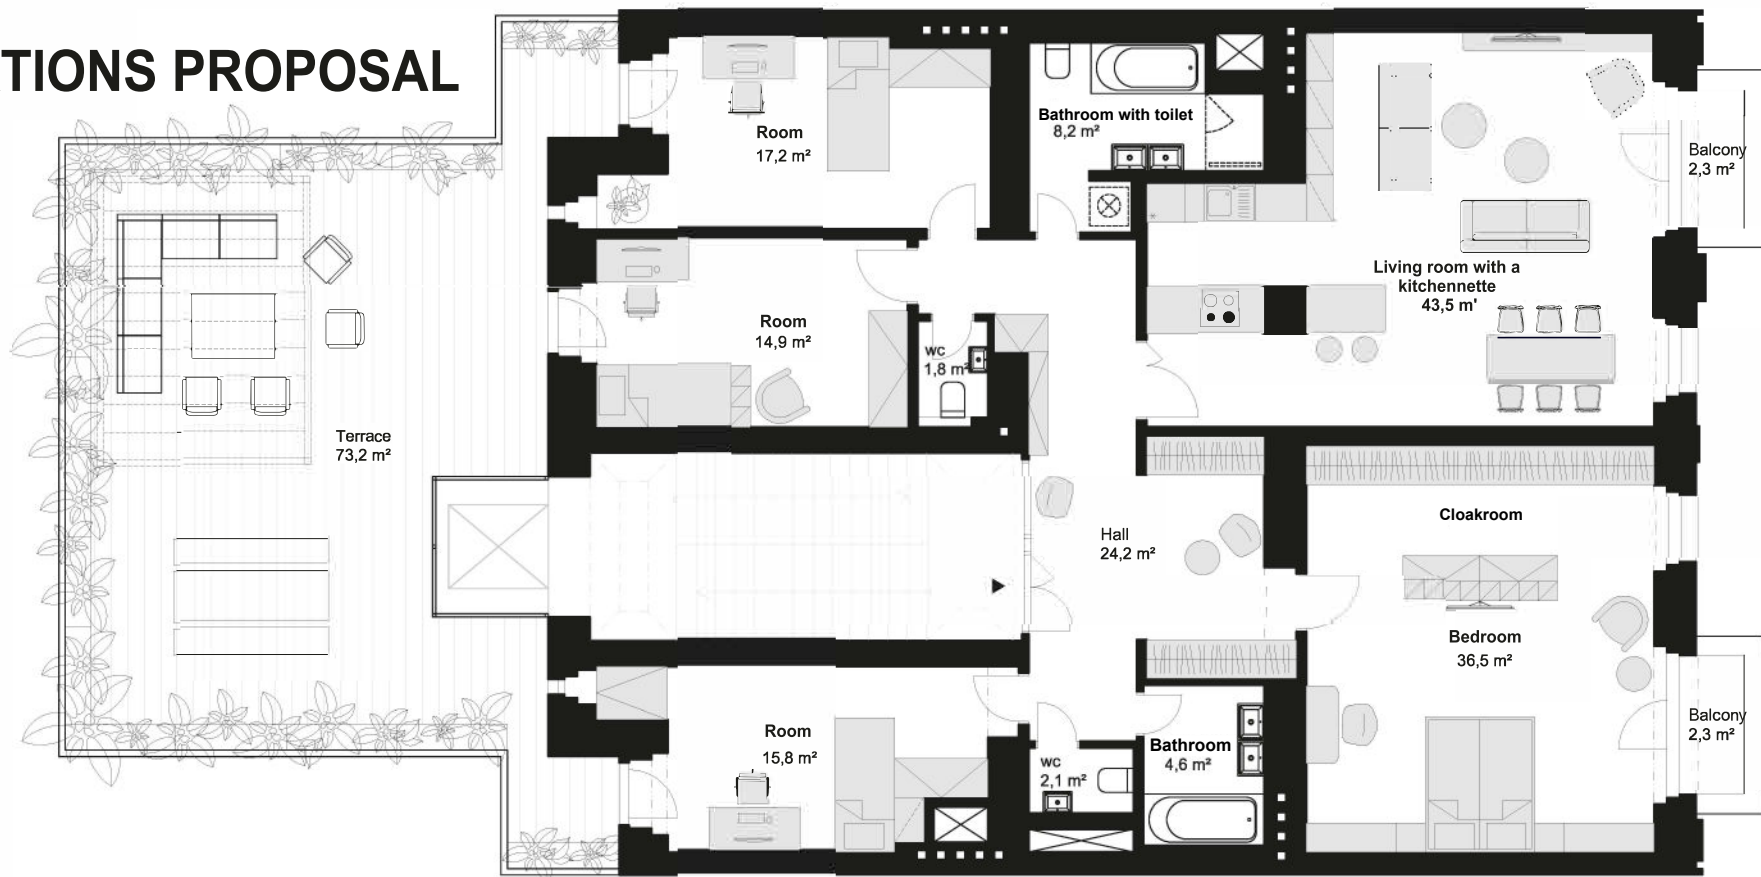 TIONS PROPOSAL
Room
17,2 m²
Bathroom with toilet
8,2 m²
Balcony
2,3 m²
Living room with a
kitchennette
43,5 m'
Room
14,9 m²
wc
1,8 m²
Terrace
73,2 m²
Hall
24,2 m²
Cloakroom
Bedroom
36,5 m²
Room
15,8 m²
wc
2,1 m²
Bathroom
4,6 m²
Balcony
2,3 m²